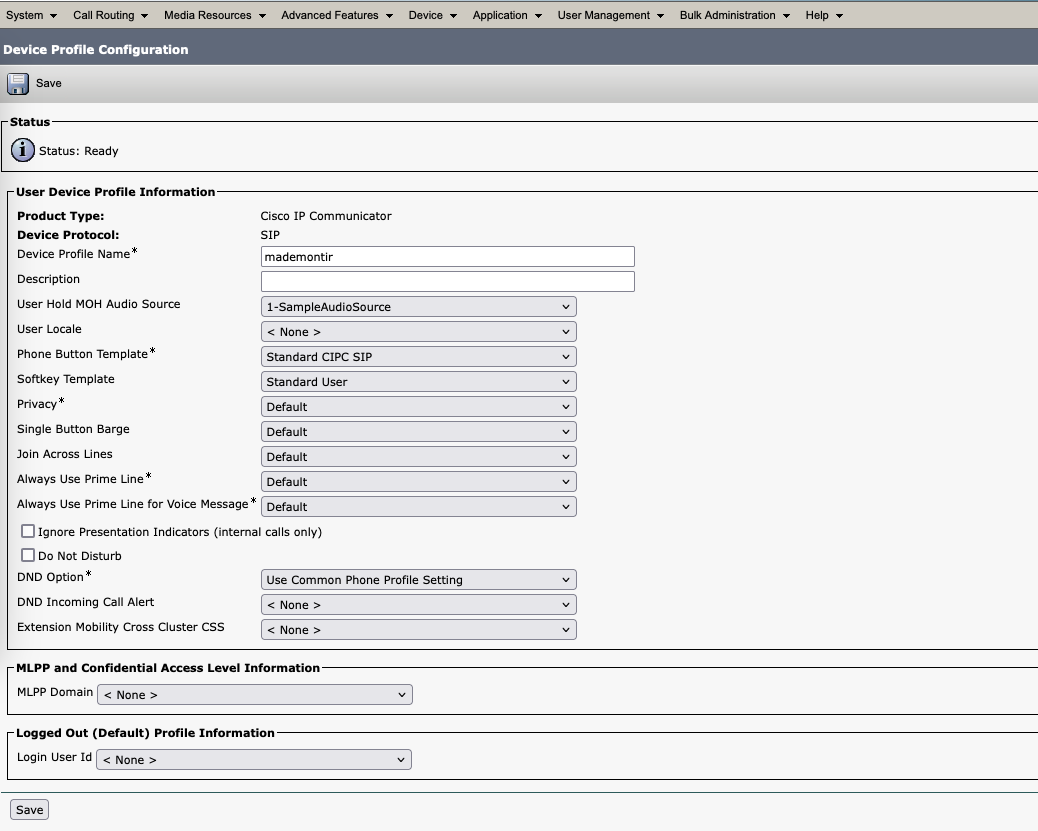 System Call Routing Media Resources Advanced Features Device Application User Management Bulk Administration Help
Device Profile Configuration
Save
Status
i Status: Ready
User Device Profile Information
Product Type: Cisco IP Communicator
Device Protocol: SIP
Device Profile Name* mademontir
Description
User Hold MOH Audio Source 1-SampleAudioSource
User Locale < None >
Phone Button Template* Standard CIPC SIP
Softkey Template Standard User
Privacy* Default
Single Button Barge Default
Join Across Lines Default
Always Use Prime Line* Default
Always Use Prime Line for Voice Message* Default
Ignore Presentation Indicators (internal calls only)
Do Not Disturb
DND Option* Use Common Phone Profile Setting
DND Incoming Call Alert < None >
Extension Mobility Cross Cluster CSS < None >
MLPP and Confidential Access Level Information
MLPP Domain < None >
Logged Out (Default) Profile Information
Login User Id < None >
Save